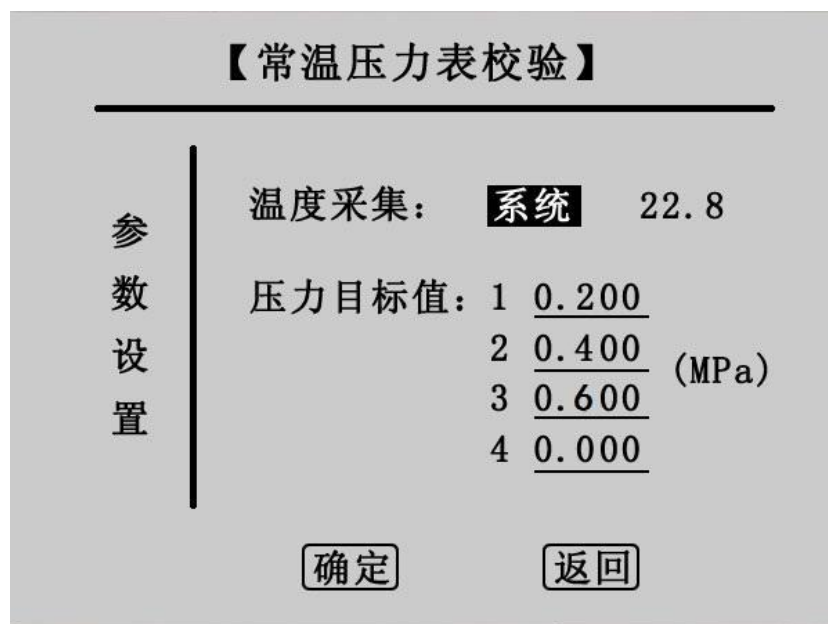 【常温压力表校验】
参数设置
温度采集： 系统 22.8
压力目标值：1 0.200
2 0.400
(MPa)
3 0.600
4 0.000
确定 返回